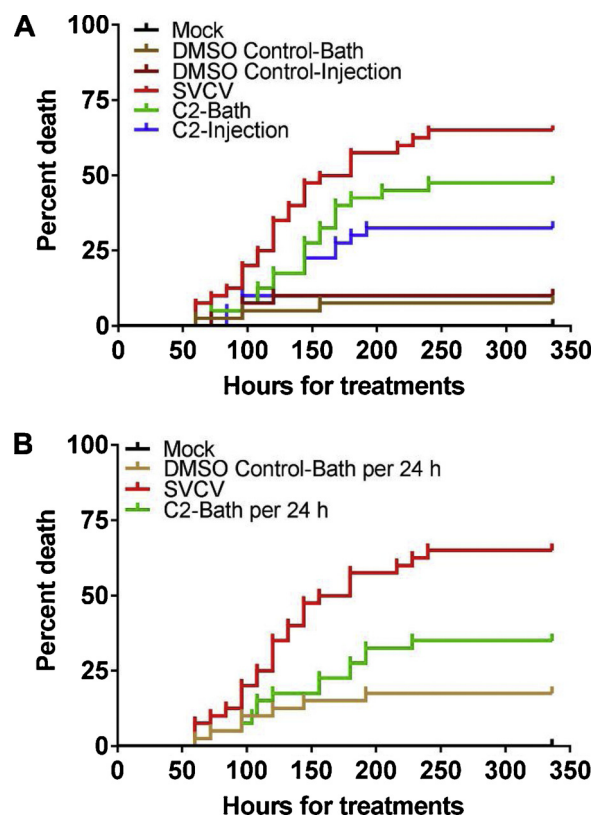 A
100
75
50
25
0
Percent death
Mock
DMSO Control-Bath
DMSO Control-Injection
SVCV
C2-Bath
C2-Injection
0 50 100 150 200 250 300 350
Hours for treatments
B
100
75
50
25
0
Percent death
Mock
DMSO Control-Bath per 24 h
SVCV
C2-Bath per 24 h
0 50 100 150 200 250 300 350
Hours for treatments